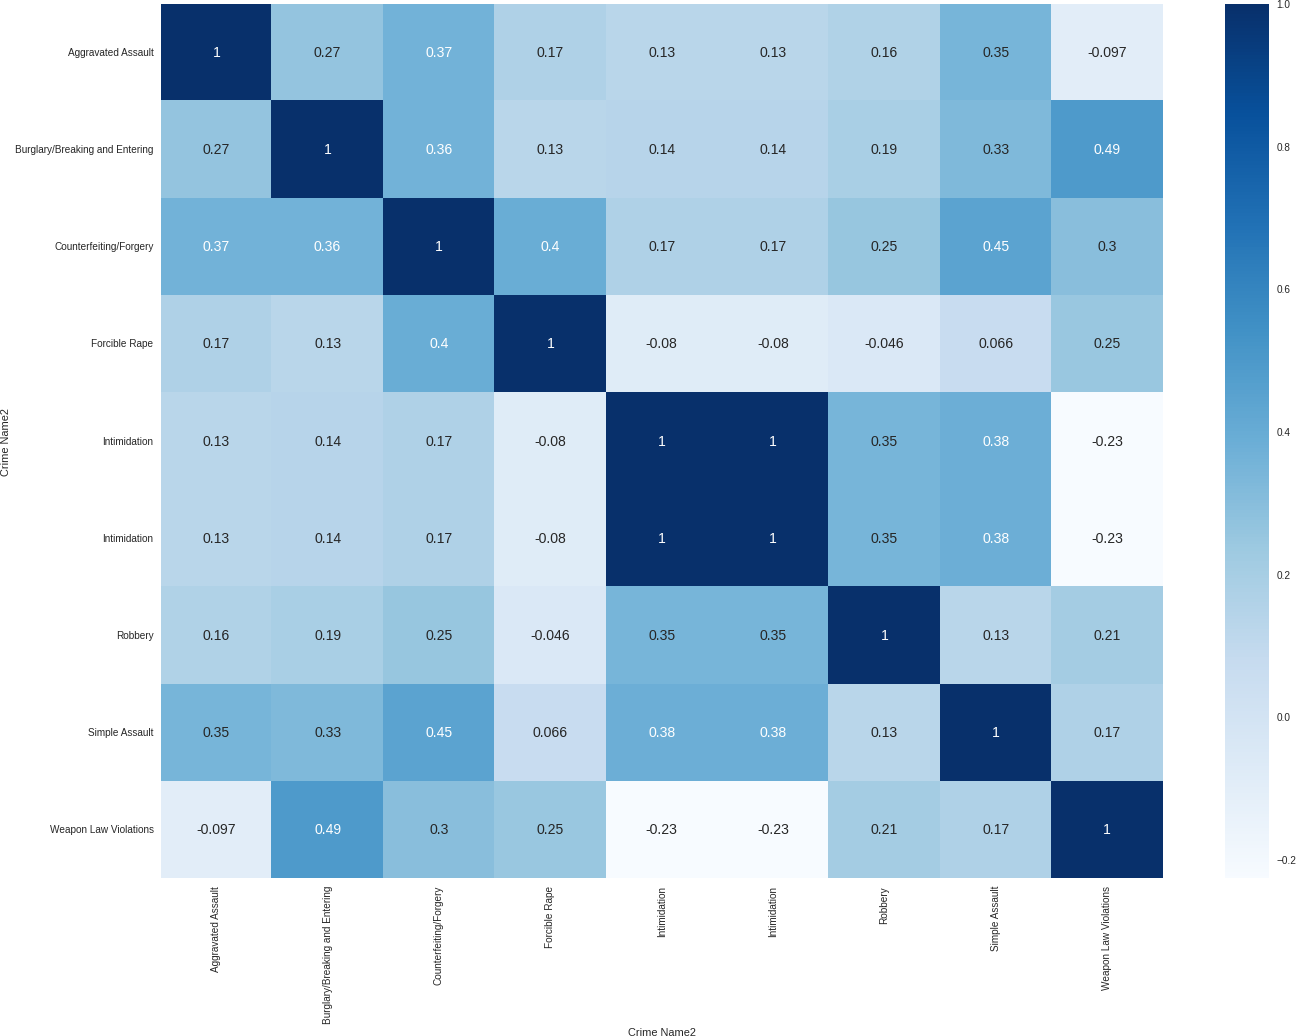 1.0
Aggravated Assault 1 0.27 0.37 0.17 0.13 0.13 0.16 0.35 -0.097
0.8
Burglary/Breaking and Entering 0.27 1 0.36 0.13 0.14 0.14 0.19 0.33 0.49
Counterfeiting/Forgery 0.37 0.36 1 0.4 0.17 0.17 0.25 0.45 0.3
0.6
Forcible Rape 0.17 0.13 0.4 1 -0.08 -0.08 -0.046 0.066 0.25
0.4
Crime Name2
Intimidation 0.13 0.14 0.17 -0.08 1 1 0.35 0.38 -0.23
Intimidation 0.13 0.14 0.17 -0.08 1 1 0.35 0.38 -0.23
0.2
Robbery 0.16 0.19 0.25 -0.046 0.35 0.35 1 0.13 0.21
0.0
Simple Assault 0.35 0.33 0.45 0.066 0.38 0.38 0.13 1 0.17
Weapon Law Violations -0.097 0.49 0.3 0.25 -0.23 -0.23 0.21 0.17 1
−0.2
Aggravated Assault
Burglary/Breaking and Entering
Counterfeiting/Forgery
Forcible Rape
Intimidation
Intimidation
Robbery
Simple Assault
Weapon Law Violations
Crime Name2